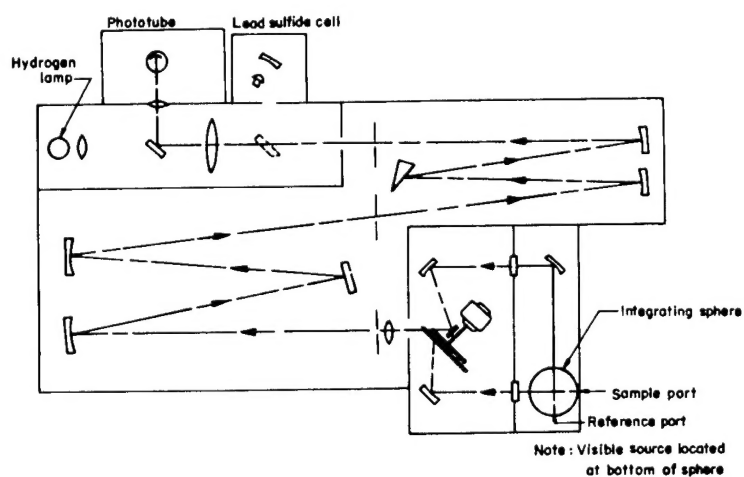 Phototube
Lead sulfide cell
Hydrogen
lamp
Integrating sphere
Sample port
Reference port
Note : Visible source located
at bottom of sphere